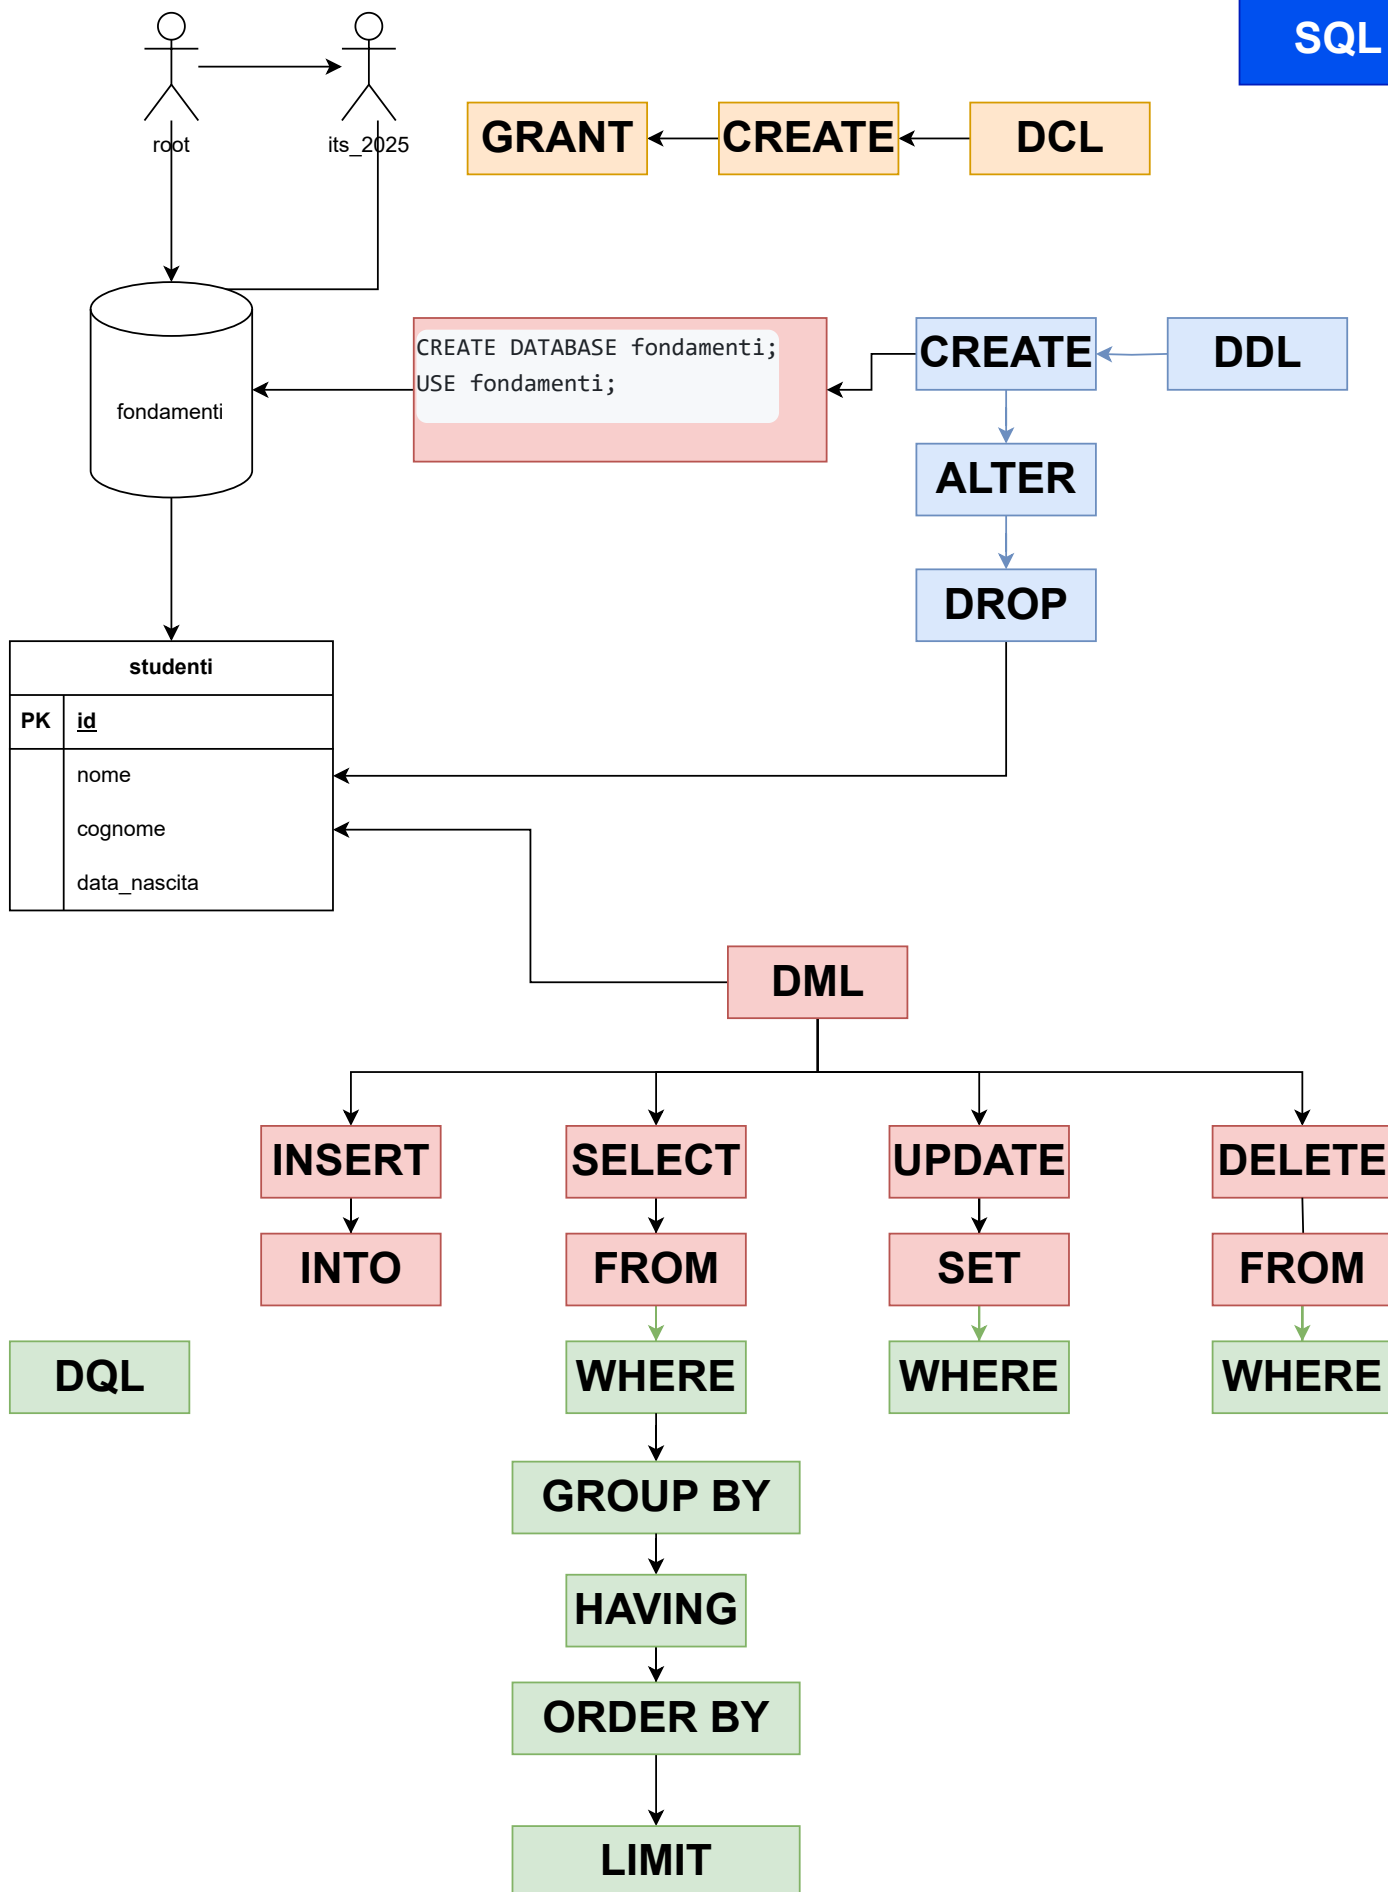 SQL
root
its_2025
GRANT
CREATE
DCL
CREATE DATABASE fondamenti;
USE fondamenti;
CREATE
DDL
fondamenti
ALTER
DROP
studenti
PK
id
nome
cognome
data_nascita
DML
INSERT
SELECT
UPDATE
DELETE
INTO
FROM
SET
FROM
DQL
WHERE
WHERE
WHERE
GROUP BY
HAVING
ORDER BY
LIMIT